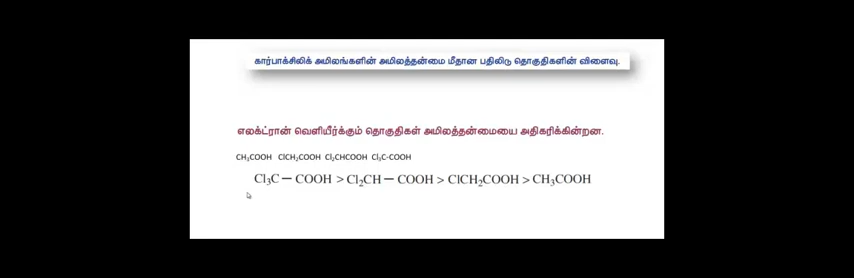 கார்பாக்சிலிக் அமிலங்களின் அமிலத்தன்மை மீதான பதிலிடு தொகுதிகளின் விளைவு.
எலக்ட்ரான் வெளியீர்க்கும் தொகுதிகள் அமிலத்தன்மையை அதிகரிக்கின்றன.
CH₃COOH ClCH₂COOH Cl₂CHCOOH Cl₃C-COOH
Cl₃C — COOH > Cl₂CH — COOH > ClCH₂COOH > CH₃COOH